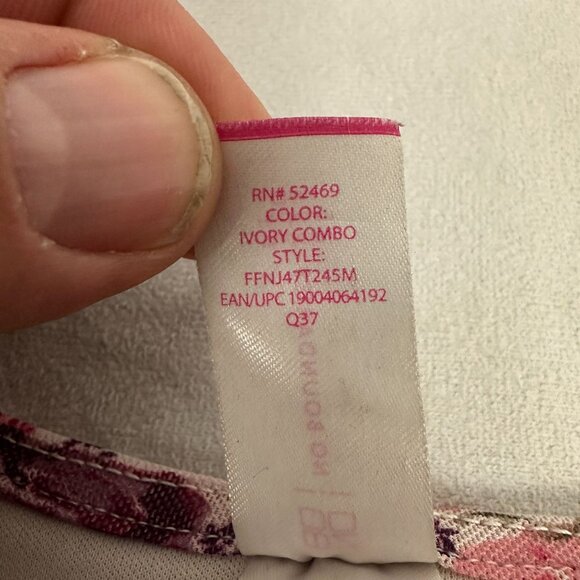 RN# 52469
COLOR:
IVORY COMBO
STYLE:
FFNJ47T245M
EAN/UPC 19004064192
Q37